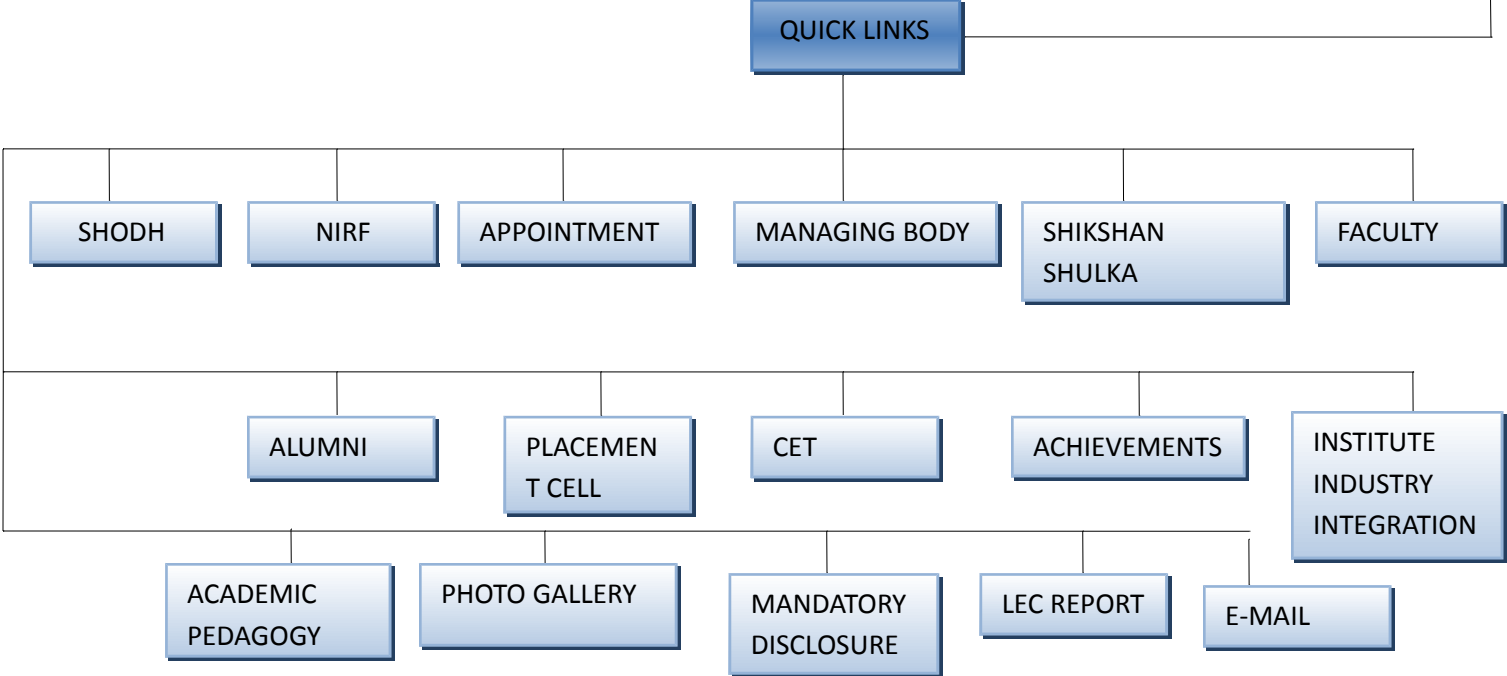 QUICK LINKS
SHODH
NIRF
APPOINTMENT
MANAGING BODY
SHIKSHAN
SHULKA
FACULTY
ALUMNI
PLACEMEN
T CELL
CET
ACHIEVEMENTS
INSTITUTE
INDUSTRY
INTEGRATION
ACADEMIC
PEDAGOGY
PHOTO GALLERY
MANDATORY
DISCLOSURE
LEC REPORT
E-MAIL